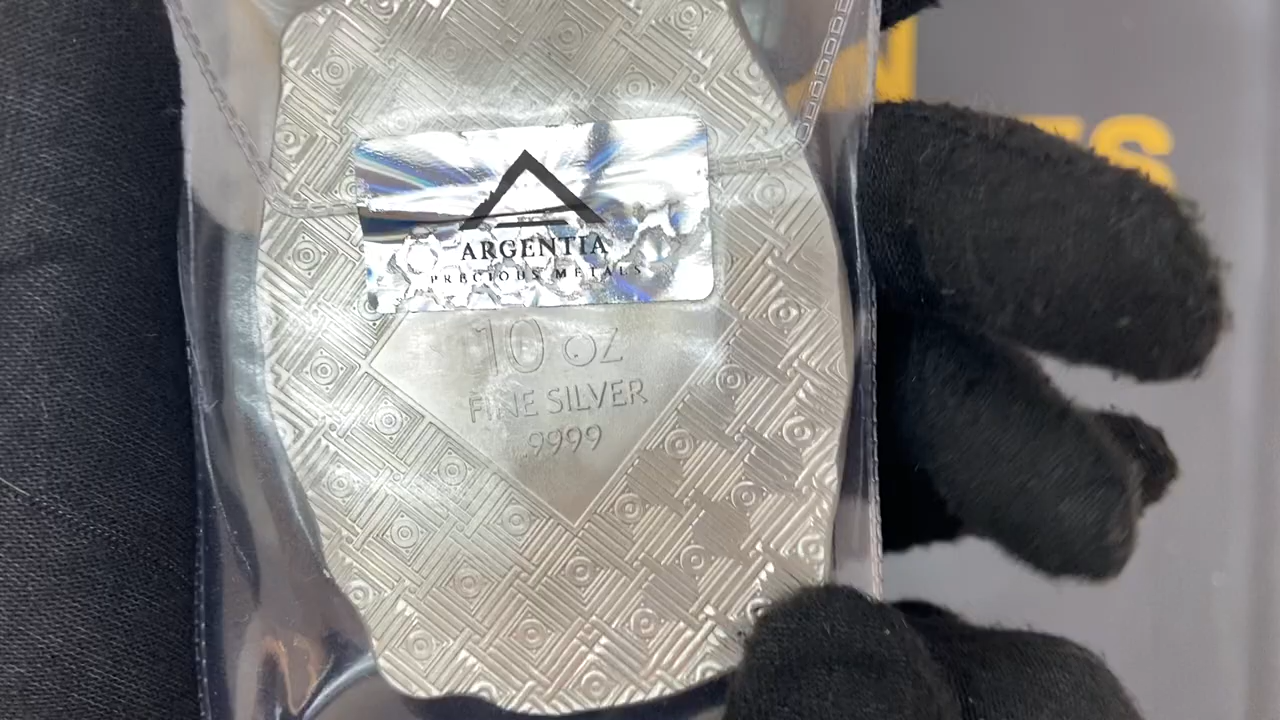 ARGENTIA
PRECIOUS METALS
10 OZ
FINE SILVER
.9999